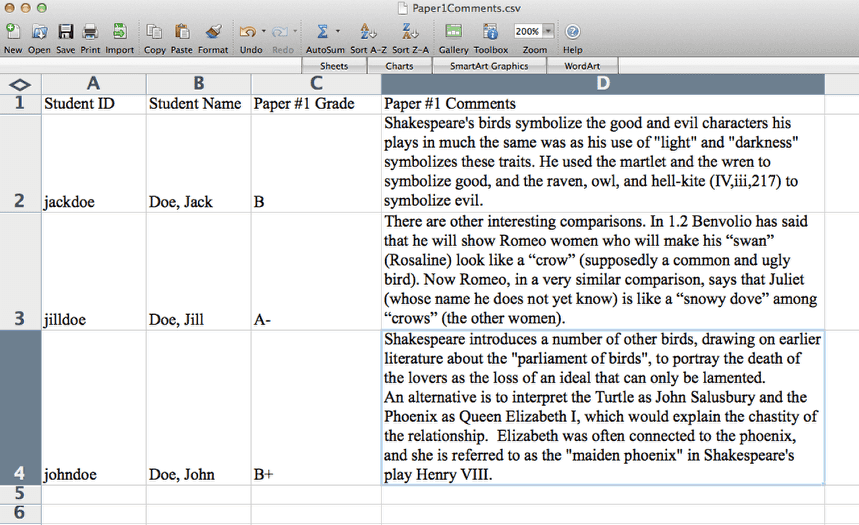 Paper1Comments.csv
New Open Save Print Import Copy Paste Format Undo Redo AutoSum Sort A-Z Sort Z-A Gallery Toolbox 200% Zoom Help
Sheets Charts SmartArt Graphics WordArt
A B C D
1 Student ID Student Name Paper #1 Grade Paper #1 Comments
Shakespeare's birds symbolize the good and evil characters his
plays in much the same was as his use of "light" and "darkness"
symbolizes these traits. He used the martlet and the wren to
symbolize good, and the raven, owl, and hell-kite (IV,iii,217) to
2 jackdoe Doe, Jack B symbolize evil.
There are other interesting comparisons. In 1.2 Benvolio has said
that he will show Romeo women who will make his “swan”
(Rosaline) look like a “crow” (supposedly a common and ugly
bird). Now Romeo, in a very similar comparison, says that Juliet
(whose name he does not yet know) is like a “snowy dove” among
3 jilldoe Doe, Jill A- “crows” (the other women).
Shakespeare introduces a number of other birds, drawing on earlier
literature about the "parliament of birds", to portray the death of
the lovers as the loss of an ideal that can only be lamented.
An alternative is to interpret the Turtle as John Salusbury and the
Phoenix as Queen Elizabeth I, which would explain the chastity of
the relationship.  Elizabeth was often connected to the phoenix,
and she is referred to as the "maiden phoenix" in Shakespeare's
4 johndoe Doe, John B+ play Henry VIII.
5
6